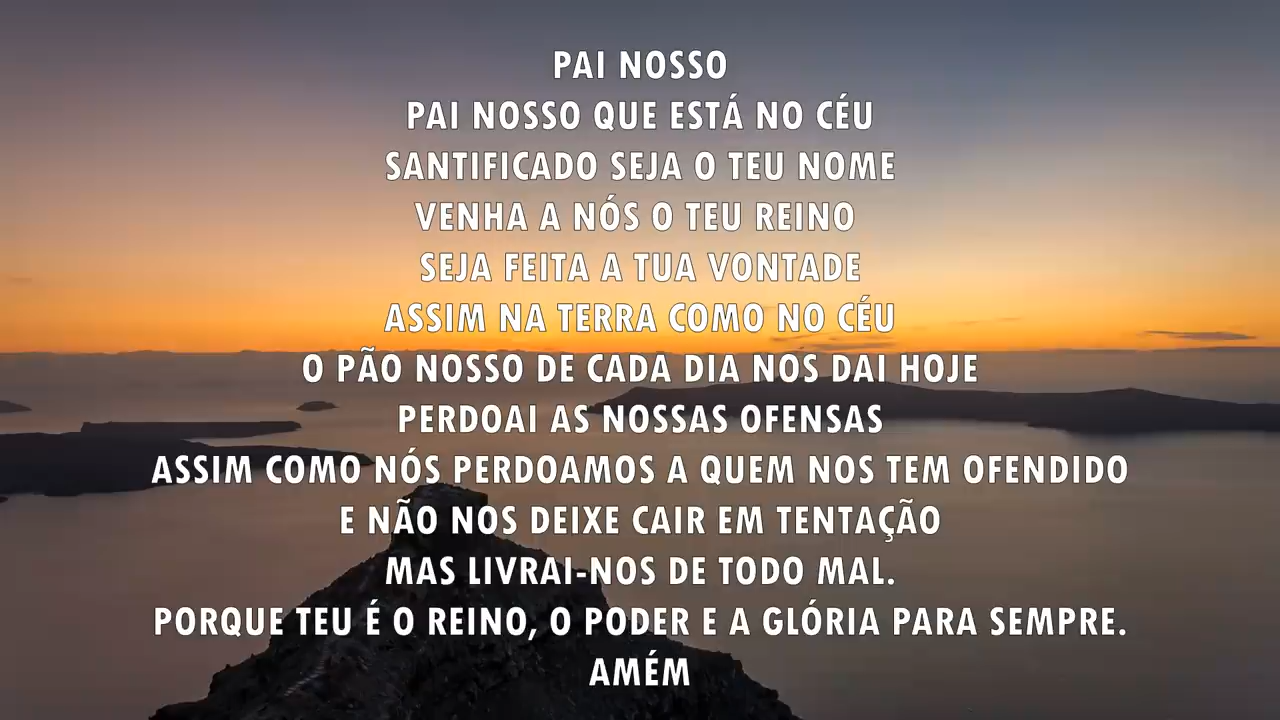 PAI NOSSO
PAI NOSSO QUE ESTÁ NO CÉU
SANTIFICADO SEJA O TEU NOME
VENHA A NÓS O TEU REINO
SEJA FEITA A TUA VONTADE
ASSIM NA TERRA COMO NO CÉU
O PÃO NOSSO DE CADA DIA NOS DAI HOJE
PERDOAI AS NOSSAS OFENSAS
ASSIM COMO NÓS PERDOAMOS A QUEM NOS TEM OFENDIDO
E NÃO NOS DEIXE CAIR EM TENTAÇÃO
MAS LIVRAI-NOS DE TODO MAL.
PORQUE TEU É O REINO, O PODER E A GLÓRIA PARA SEMPRE.
AMÉM